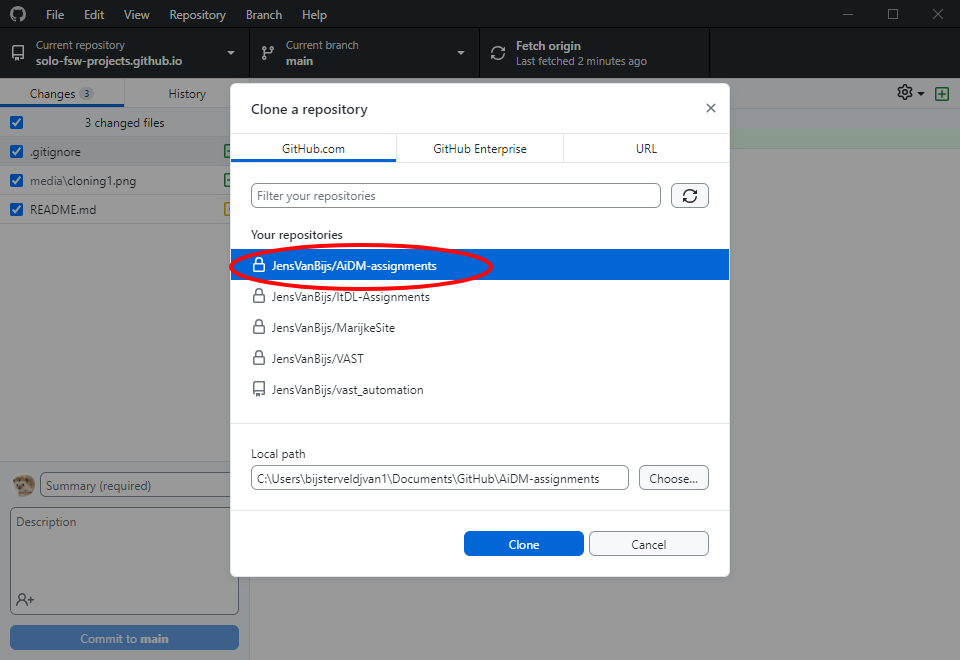 File Edit View Repository Branch Help
Current repository
solo-fsw-projects.github.io
Current branch
main
Fetch origin
Last fetched 2 minutes ago
Changes 3 History
3 changed files
.gitignore
media\cloning1.png
README.md
Summary (required)
Description
Commit to main
Clone a repository
GitHub.com GitHub Enterprise URL
Filter your repositories
Your repositories
JensVanBijs/AiDM-assignments
JensVanBijs/ItDL-Assignments
JensVanBijs/MarijkeSite
JensVanBijs/VAST
JensVanBijs/vast_automation
Local path
C:\Users\bijsterveldjvan1\Documents\GitHub\AiDM-assignments Choose...
Clone Cancel